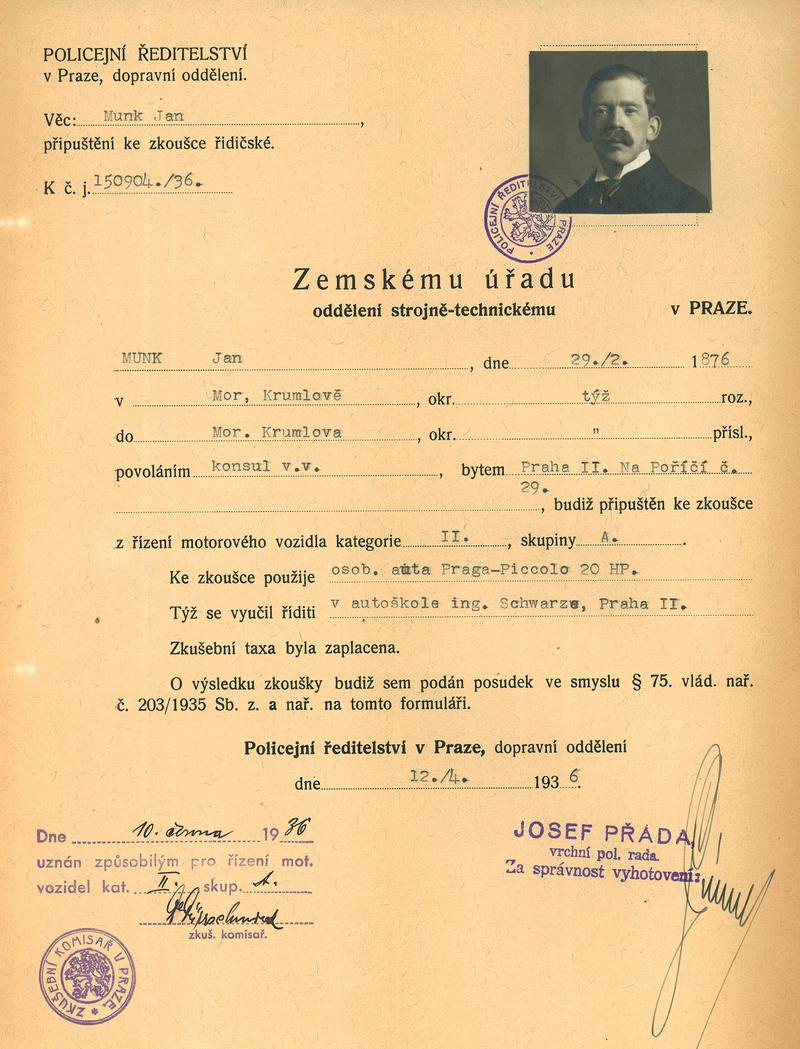 POLICEJNÍ ŘEDITELSTVÍ
v Praze, dopravní oddělení.
Věc: Munk Jan,
připuštění ke zkoušce řidičské.
K č. j. 150904./36.
POLICEJNÍ ŘEDITELSTVÍ PRAZE
Zemskému úřadu
oddělení strojně-technickému v PRAZE.
MUNK Jan, dne 29./2. 1876
v Mor, Krumlově, okr. týž roz.,
do Mor. Krumlova, okr. " přísl.,
povoláním konsul v.v., bytem Praha II. Na Poříčí č.
29., budiž připuštěn ke zkoušce
z řízení motorového vozidla kategorie II., skupiny A..
Ke zkoušce použije osob. auta Praga-Piccolo 20 HP.
Týž se vyučil říditi v autoškole ing. Schwarze, Praha II.
Zkušební taxa byla zaplacena.
O výsledku zkoušky budiž sem podán posudek ve smyslu § 75. vlád. nař.
č. 203/1935 Sb. z. a nař. na tomto formuláři.
Policejní ředitelství v Praze, dopravní oddělení
dne 12./4. 1936.
Dne 10. června 1936
uznán způsobilým pro řízení mot.
vozidel kat. II. skup. A.
zkuš. komisař.
ZKUŠEBNÍ KOMISAŘ V PRAZE.
JOSEF PŘÁDA,
vrchní pol. rada.
Za správnost vyhotovení: